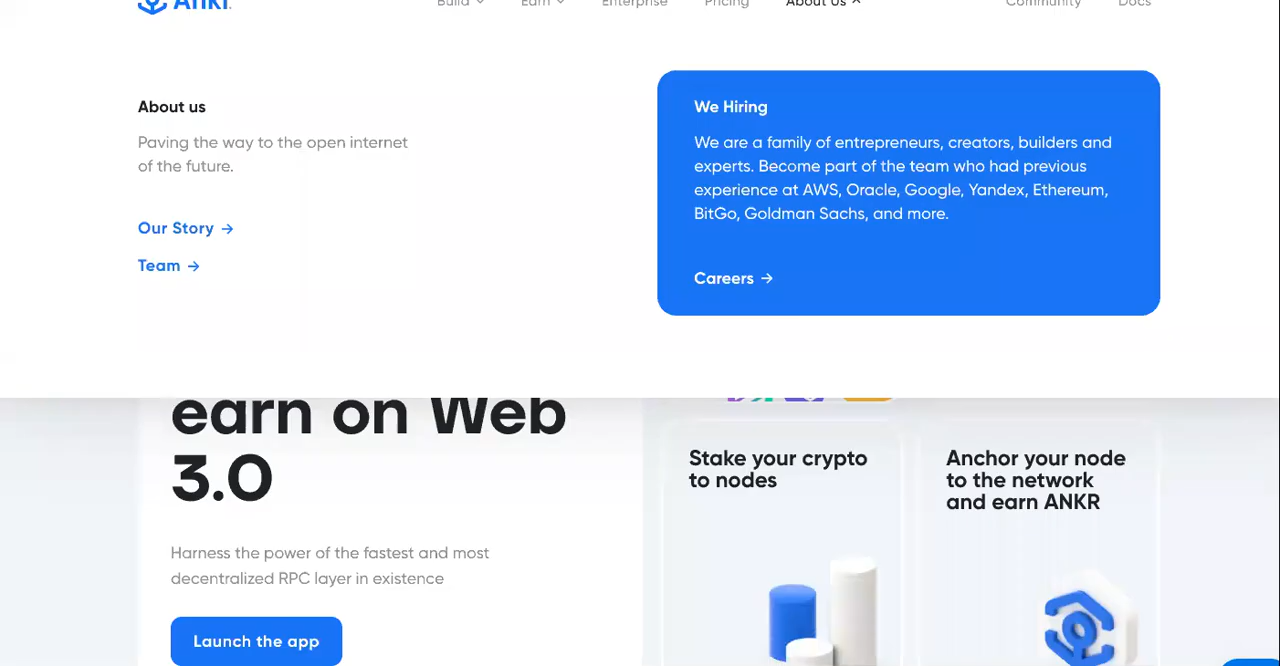 Ankr
Build
Earn
Enterprise
Pricing
About Us
Community
Docs
About us
Paving the way to the open internet
of the future.
Our Story →
Team →
We Hiring
We are a family of entrepreneurs, creators, builders and
experts. Become part of the team who had previous
experience at AWS, Oracle, Google, Yandex, Ethereum,
BitGo, Goldman Sachs, and more.
Careers →
earn on Web
3.0
Harness the power of the fastest and most
decentralized RPC layer in existence
Launch the app
Stake your crypto
to nodes
Anchor your node
to the network
and earn ANKR